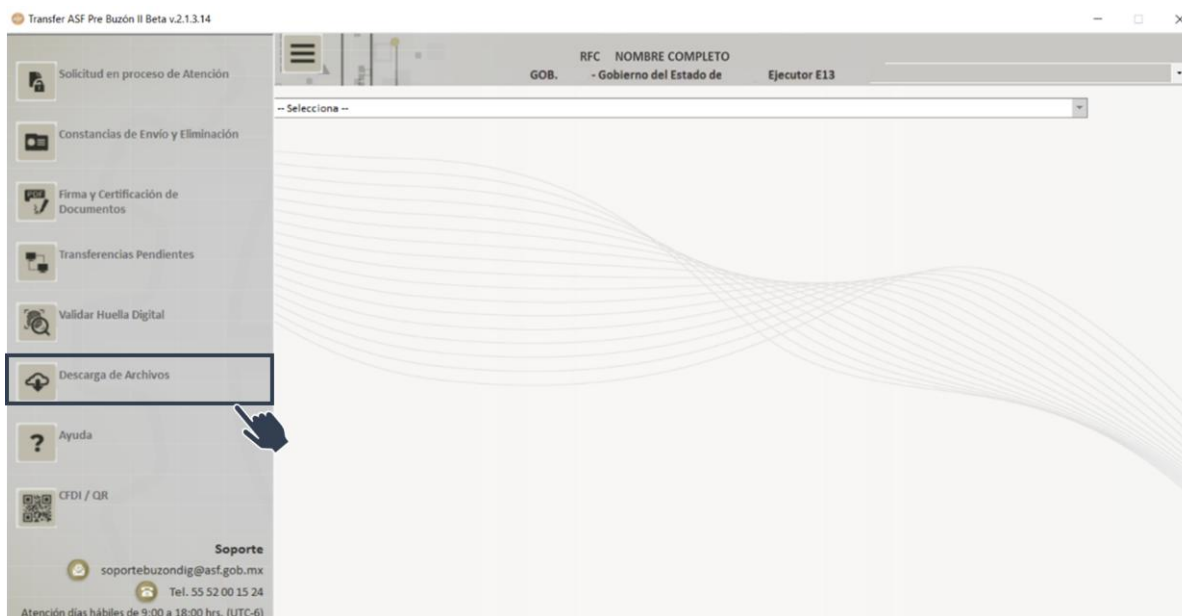 Transfer ASF Pre Buzón II Beta v.2.1.3.14
RFC NOMBRE COMPLETO
GOB. - Gobierno del Estado de Ejecutor E13
-- Selecciona --
Solicitud en proceso de Atención
Constancias de Envío y Eliminación
PDF
Firma y Certificación de
Documentos
Transferencias Pendientes
Validar Huella Digital
Descarga de Archivos
?
Ayuda
CFDI / QR
Soporte
soportebuzondig@asf.gob.mx
Tel. 55 52 00 15 24
Atención días hábiles de 9:00 a 18:00 hrs. (UTC-6)